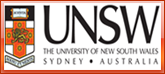 UNSW
THE UNIVERSITY OF NEW SOUTH WALES
SYDNEY • AUSTRALIA